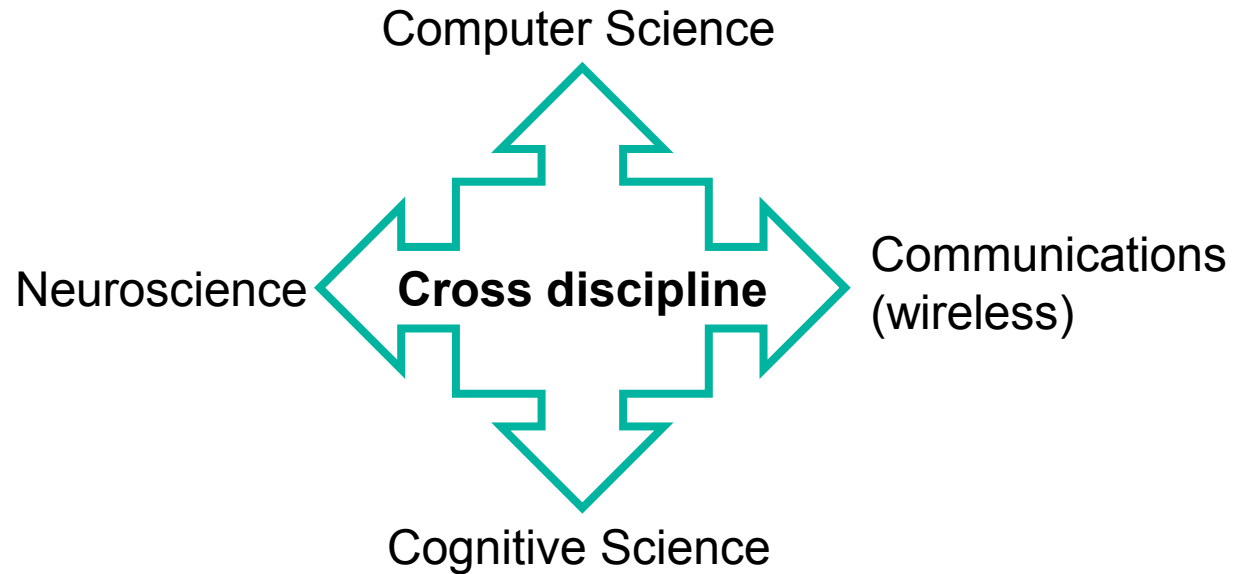 Computer Science
Neuroscience
Cross discipline
Communications
(wireless)
Cognitive Science